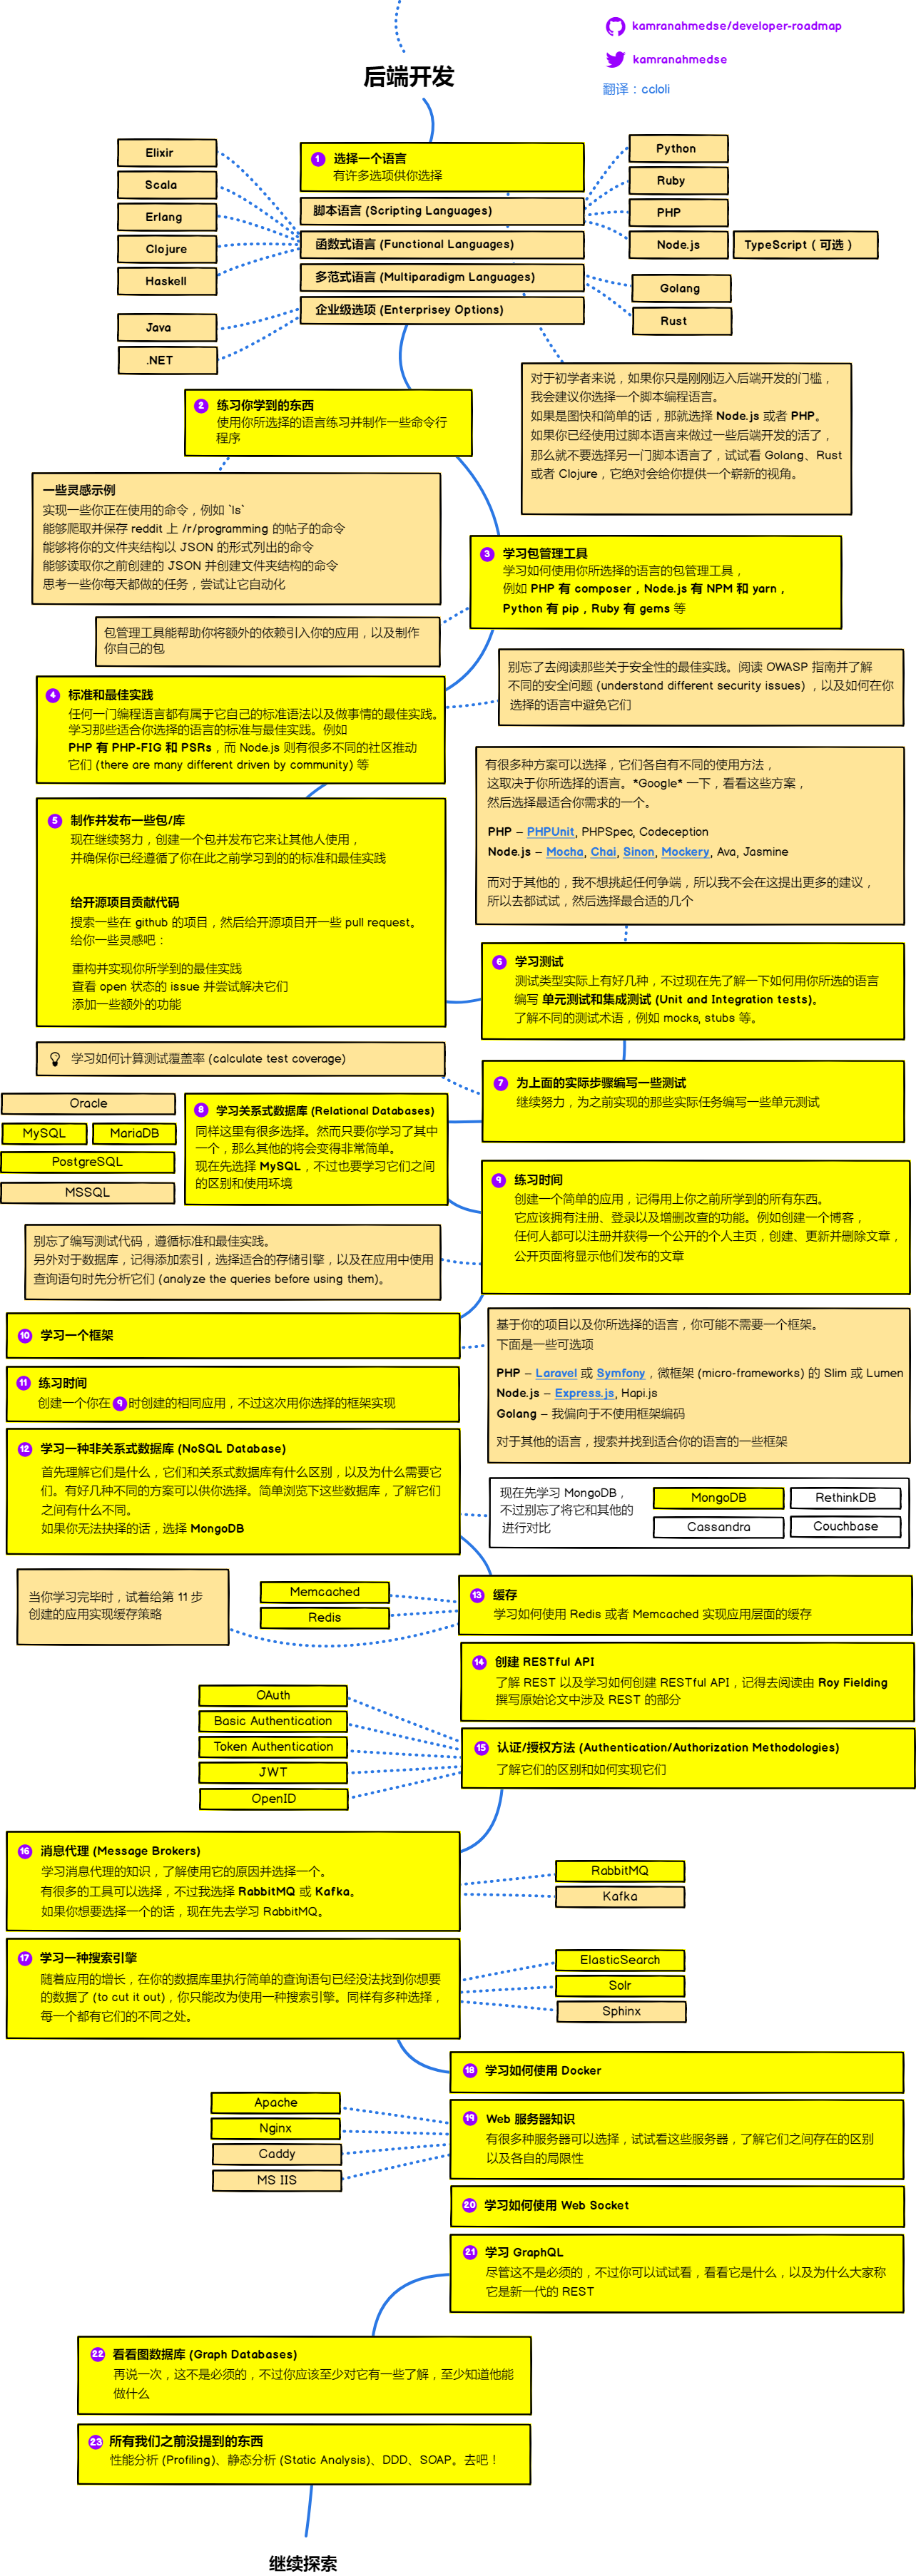 kamranahmedse/developer-roadmap
kamranahmedse
翻译：ccloli
后端开发
Elixir
Scala
Erlang
Clojure
Haskell
Java
.NET
1 选择一个语言
有许多选项供你选择
脚本语言 (Scripting Languages)
函数式语言 (Functional Languages)
多范式语言 (Multiparadigm Languages)
企业级选项 (Enterprisey Options)
Python
Ruby
PHP
Node.js
TypeScript（可选）
Golang
Rust
对于初学者来说，如果你只是刚刚迈入后端开发的门槛，
我会建议你选择一个脚本编程语言。
如果是图快和简单的话，那就选择 Node.js 或者 PHP。
如果你已经使用过脚本语言来做过一些后端开发的活了，
那么就不要选择另一门脚本语言了，试试看 Golang、Rust
或者 Clojure，它绝对会给你提供一个崭新的视角。
2 练习你学到的东西
使用你所选择的语言练习并制作一些命令行
程序
一些灵感示例
实现一些你正在使用的命令，例如 `ls`
能够爬取并保存 reddit 上 /r/programming 的帖子的命令
能够将你的文件夹结构以 JSON 的形式列出的命令
能够读取你之前创建的 JSON 并创建文件夹结构的命令
思考一些你每天都做的任务，尝试让它自动化
3 学习包管理工具
学习如何使用你所选择的语言的包管理工具，
例如 PHP 有 composer，Node.js 有 NPM 和 yarn，
Python 有 pip，Ruby 有 gems 等
包管理工具能帮助你将额外的依赖引入你的应用，以及制作
你自己的包
别忘了去阅读那些关于安全性的最佳实践。阅读 OWASP 指南并了解
不同的安全问题 (understand different security issues) ，以及如何在你
选择的语言中避免它们
4 标准和最佳实践
任何一门编程语言都有属于它自己的标准语法以及做事情的最佳实践。
学习那些适合你选择的语言的标准与最佳实践。例如
PHP 有 PHP-FIG 和 PSRs，而 Node.js 则有很多不同的社区推动
它们 (there are many different driven by community) 等
有很多种方案可以选择，它们各自有不同的使用方法，
这取决于你所选择的语言。*Google* 一下，看看这些方案，
然后选择最适合你需求的一个。
PHP – PHPUnit, PHPSpec, Codeception
Node.js – Mocha, Chai, Sinon, Mockery, Ava, Jasmine
而对于其他的，我不想挑起任何争端，所以我不会在这提出更多的建议，
所以去都试试，然后选择最合适的几个
5 制作并发布一些包/库
现在继续努力，创建一个包并发布它来让其他人使用，
并确保你已经遵循了你在此之前学习到的的标准和最佳实践
给开源项目贡献代码
搜索一些在 github 的项目，然后给开源项目开一些 pull request。
给你一些灵感吧：
重构并实现你所学到的最佳实践
查看 open 状态的 issue 并尝试解决它们
添加一些额外的功能
6 学习测试
测试类型实际上有好几种，不过现在先了解一下如何用你所选的语言
编写 单元测试和集成测试 (Unit and Integration tests)。
了解不同的测试术语，例如 mocks, stubs 等。
学习如何计算测试覆盖率 (calculate test coverage)
7 为上面的实际步骤编写一些测试
继续努力，为之前实现的那些实际任务编写一些单元测试
Oracle
MySQL
MariaDB
PostgreSQL
MSSQL
8 学习关系式数据库 (Relational Databases)
同样这里有很多选择。然而只要你学习了其中
一个，那么其他的将会变得非常简单。
现在先选择 MySQL，不过也要学习它们之间
的区别和使用环境
9 练习时间
创建一个简单的应用，记得用上你之前所学到的所有东西。
它应该拥有注册、登录以及增删改查的功能。例如创建一个博客，
任何人都可以注册并获得一个公开的个人主页，创建、更新并删除文章，
公开页面将显示他们发布的文章
别忘了编写测试代码，遵循标准和最佳实践。
另外对于数据库，记得添加索引，选择适合的存储引擎，以及在应用中使用
查询语句时先分析它们 (analyze the queries before using them)。
10 学习一个框架
基于你的项目以及你所选择的语言，你可能不需要一个框架。
下面是一些可选项
PHP – Laravel 或 Symfony，微框架 (micro-frameworks) 的 Slim 或 Lumen
Node.js – Express.js, Hapi.js
Golang – 我偏向于不使用框架编码
对于其他的语言，搜索并找到适合你的语言的一些框架
11 练习时间
创建一个你在 9 时创建的相同应用，不过这次用你选择的框架实现
12 学习一种非关系式数据库 (NoSQL Database)
首先理解它们是什么，它们和关系式数据库有什么区别，以及为什么需要它
们。有好几种不同的方案可以供你选择。简单浏览下这些数据库，了解它们
之间有什么不同。
如果你无法抉择的话，选择 MongoDB
现在先学习 MongoDB，
不过别忘了将它和其他的
进行对比
MongoDB
RethinkDB
Cassandra
Couchbase
当你学习完毕时，试着给第 11 步
创建的应用实现缓存策略
Memcached
Redis
13 缓存
学习如何使用 Redis 或者 Memcached 实现应用层面的缓存
14 创建 RESTful API
了解 REST 以及学习如何创建 RESTful API，记得去阅读由 Roy Fielding
撰写原始论文中涉及 REST 的部分
OAuth
Basic Authentication
Token Authentication
JWT
OpenID
15 认证/授权方法 (Authentication/Authorization Methodologies)
了解它们的区别和如何实现它们
16 消息代理 (Message Brokers)
学习消息代理的知识，了解使用它的原因并选择一个。
有很多的工具可以选择，不过我选择 RabbitMQ 或 Kafka。
如果你想要选择一个的话，现在先去学习 RabbitMQ。
RabbitMQ
Kafka
17 学习一种搜索引擎
随着应用的增长，在你的数据库里执行简单的查询语句已经没法找到你想要
的数据了 (to cut it out)，你只能改为使用一种搜索引擎。同样有多种选择，
每一个都有它们的不同之处。
ElasticSearch
Solr
Sphinx
18 学习如何使用 Docker
Apache
Nginx
Caddy
MS IIS
19 Web 服务器知识
有很多种服务器可以选择，试试看这些服务器，了解它们之间存在的区别
以及各自的局限性
20 学习如何使用 Web Socket
21 学习 GraphQL
尽管这不是必须的，不过你可以试试看，看看它是什么，以及为什么大家称
它是新一代的 REST
22 看看图数据库 (Graph Databases)
再说一次，这不是必须的，不过你应该至少对它有一些了解，至少知道他能
做什么
23 所有我们之前没提到的东西
性能分析 (Profiling)、静态分析 (Static Analysis)、DDD、SOAP。去吧！
继续探索